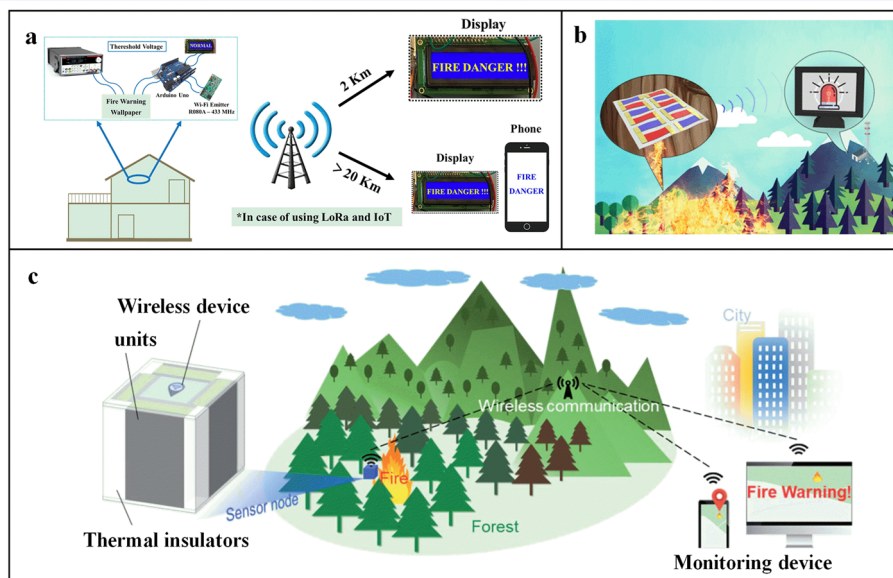 a
Thereshold Voltage
NORMAL
Arduino Uno
Fire Warning
Wallpaper
Wi-Fi Emitter
R080A – 433 MHz
2 Km
> 20 Km
Display
FIRE DANGER !!!
Display
FIRE DANGER !!!
Phone
FIRE
DANGER
*In case of using LoRa and IoT
b
c
Wireless device
units
Thermal insulators
Sensor node
Fire
Forest
Wireless communication
City
Fire Warning!
Monitoring device